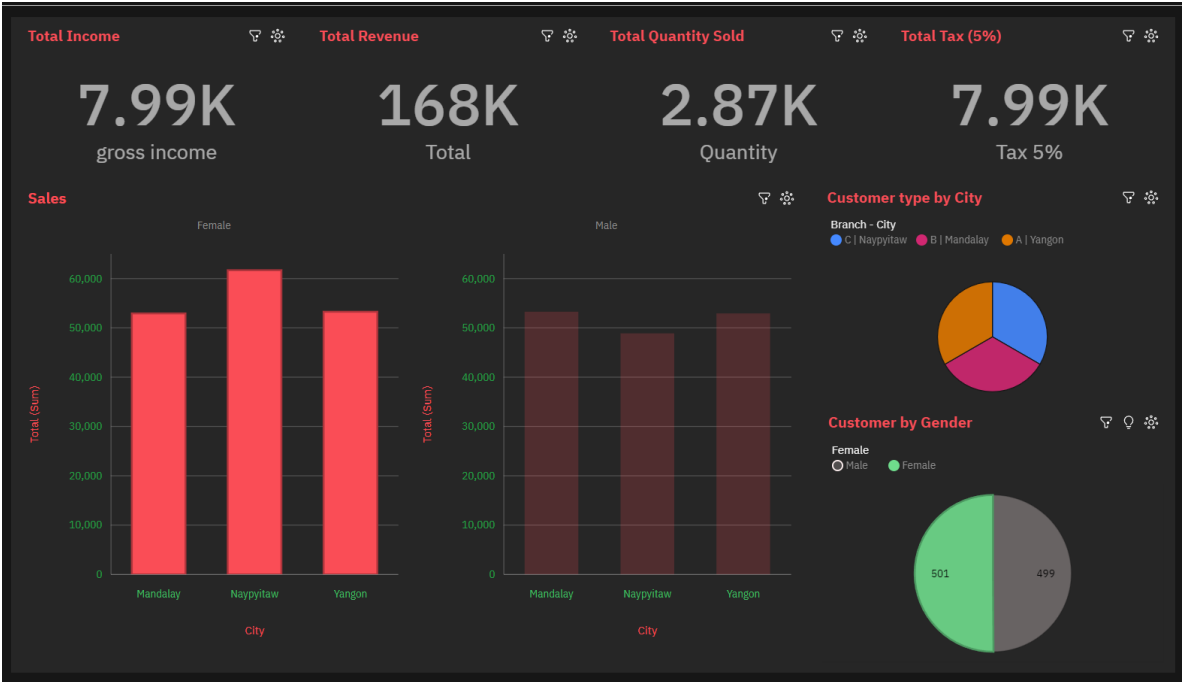 Total Income
Total Revenue
Total Quantity Sold
Total Tax (5%)
7.99K
168K
2.87K
7.99K
gross income
Total
Quantity
Tax 5%
Sales
Female
Male
Total (Sum)
60,000
50,000
40,000
30,000
20,000
10,000
0
Mandalay
Naypyitaw
Yangon
City
Total (Sum)
60,000
50,000
40,000
30,000
20,000
10,000
0
Mandalay
Naypyitaw
Yangon
City
Customer type by City
Branch - City
C | Naypyitaw B | Mandalay A | Yangon
Customer by Gender
Female
Male Female
501
499